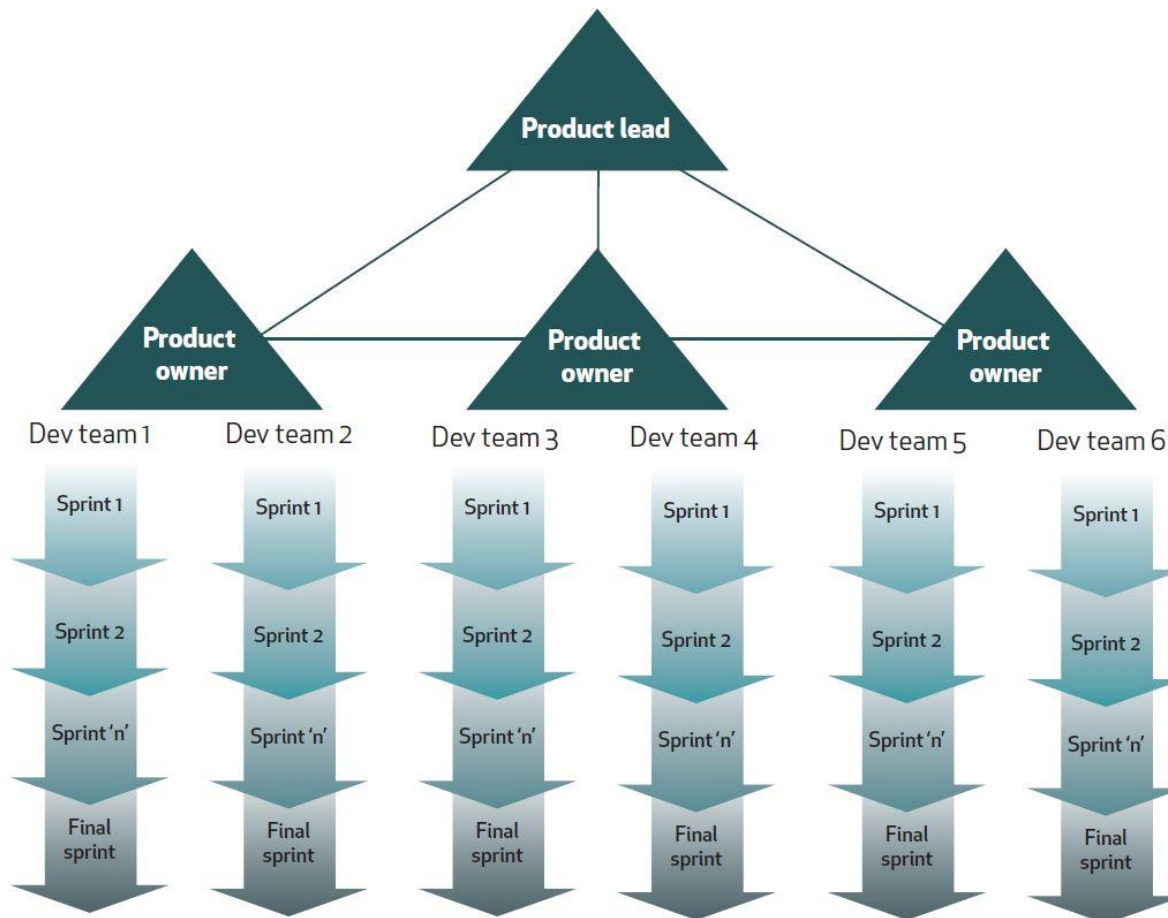 Product lead
Product
owner
Product
owner
Product
owner
Dev team 1
Dev team 2
Dev team 3
Dev team 4
Dev team 5
Dev team 6
Sprint 1
Sprint 1
Sprint 1
Sprint 1
Sprint 1
Sprint 1
Sprint 2
Sprint 2
Sprint 2
Sprint 2
Sprint 2
Sprint 2
Sprint ‘n’
Sprint ‘n’
Sprint ‘n’
Sprint ‘n’
Sprint ‘n’
Sprint ‘n’
Final
sprint
Final
sprint
Final
sprint
Final
sprint
Final
sprint
Final
sprint